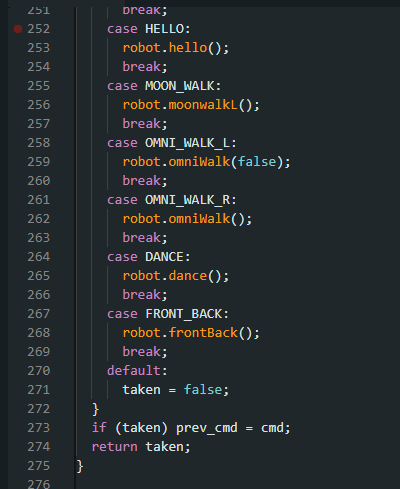 251 break;
252 case HELLO:
253 robot.hello();
254 break;
255 case MOON_WALK:
256 robot.moonwalkL();
257 break;
258 case OMNI_WALK_L:
259 robot.omniWalk(false);
260 break;
261 case OMNI_WALK_R:
262 robot.omniWalk();
263 break;
264 case DANCE:
265 robot.dance();
266 break;
267 case FRONT_BACK:
268 robot.frontBack();
269 break;
270 default:
271 taken = false;
272 }
273 if (taken) prev_cmd = cmd;
274 return taken;
275 }
276